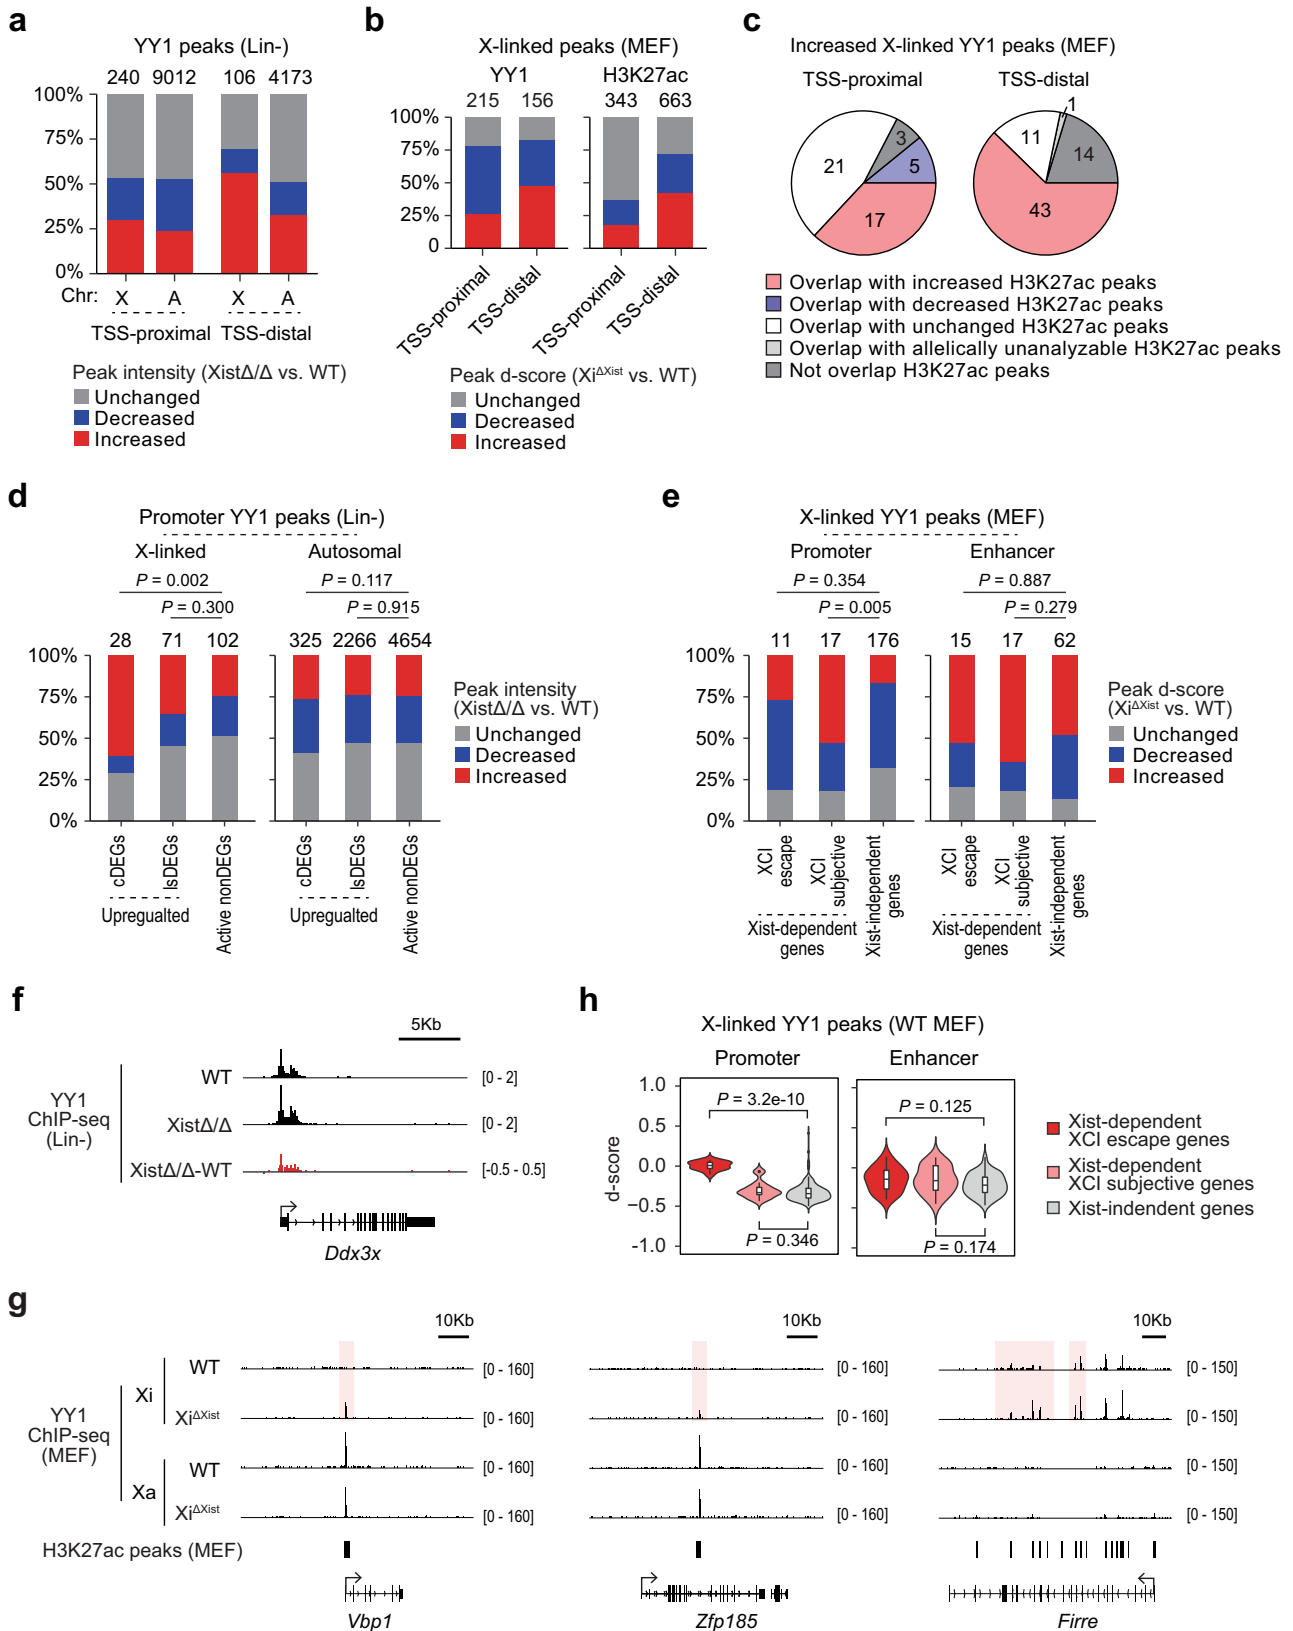 a
YY1 peaks (Lin-)
240 9012 106 4173
100%
75%
50%
25%
0%
Chr: X A X A
TSS-proximal TSS-distal
Peak intensity (XistΔ/Δ vs. WT)
Unchanged
Decreased
Increased
b
X-linked peaks (MEF)
YY1 H3K27ac
215 156 343 663
100%
75%
50%
25%
0
TSS-proximal TSS-distal TSS-proximal TSS-distal
Peak d-score (Xi^ΔXist vs. WT)
Unchanged
Decreased
Increased
c
Increased X-linked YY1 peaks (MEF)
TSS-proximal TSS-distal
21 3 5 17
11 1 14 43
Overlap with increased H3K27ac peaks
Overlap with decreased H3K27ac peaks
Overlap with unchanged H3K27ac peaks
Overlap with allelically unanalyzable H3K27ac peaks
Not overlap H3K27ac peaks
d
Promoter YY1 peaks (Lin-)
X-linked Autosomal
P = 0.002 P = 0.117
P = 0.300 P = 0.915
28 71 102 325 2266 4654
100%
75%
50%
25%
0%
cDEGs lsDEGs Active nonDEGs cDEGs lsDEGs Active nonDEGs
Upregualted Upregualted
Peak intensity
(XistΔ/Δ vs. WT)
Unchanged
Decreased
Increased
e
X-linked YY1 peaks (MEF)
Promoter Enhancer
P = 0.354 P = 0.887
P = 0.005 P = 0.279
11 17 176 15 17 62
100%
75%
50%
25%
0%
XCI escape XCI subjective Xist-independent genes XCI escape XCI subjective Xist-independent genes
Xist-dependent genes Xist-dependent genes
Peak d-score
(Xi^ΔXist vs. WT)
Unchanged
Decreased
Increased
f
5Kb
YY1
ChIP-seq
(Lin-)
WT [0 - 2]
XistΔ/Δ [0 - 2]
XistΔ/Δ-WT [-0.5 - 0.5]
Ddx3x
h
X-linked YY1 peaks (WT MEF)
Promoter Enhancer
d-score
1.0
0.5
0.0
−0.5
-1.0
P = 3.2e-10 P = 0.125
P = 0.346 P = 0.174
Xist-dependent
XCI escape genes
Xist-dependent
XCI subjective genes
Xist-indendent genes
g
10Kb 10Kb 10Kb
YY1
ChIP-seq
(MEF)
Xi
WT [0 - 160] [0 - 160] [0 - 150]
Xi^ΔXist [0 - 160] [0 - 160] [0 - 150]
Xa
WT [0 - 160] [0 - 160] [0 - 150]
Xi^ΔXist [0 - 160] [0 - 160] [0 - 150]
H3K27ac peaks (MEF)
Vbp1 Zfp185 Firre